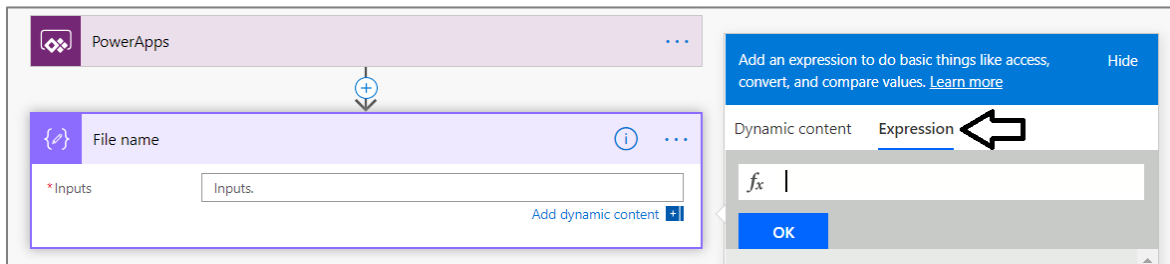 PowerApps
File name
*Inputs
Inputs.
Add dynamic content
Add an expression to do basic things like access,
convert, and compare values. Learn more
Hide
Dynamic content
Expression
fx
OK